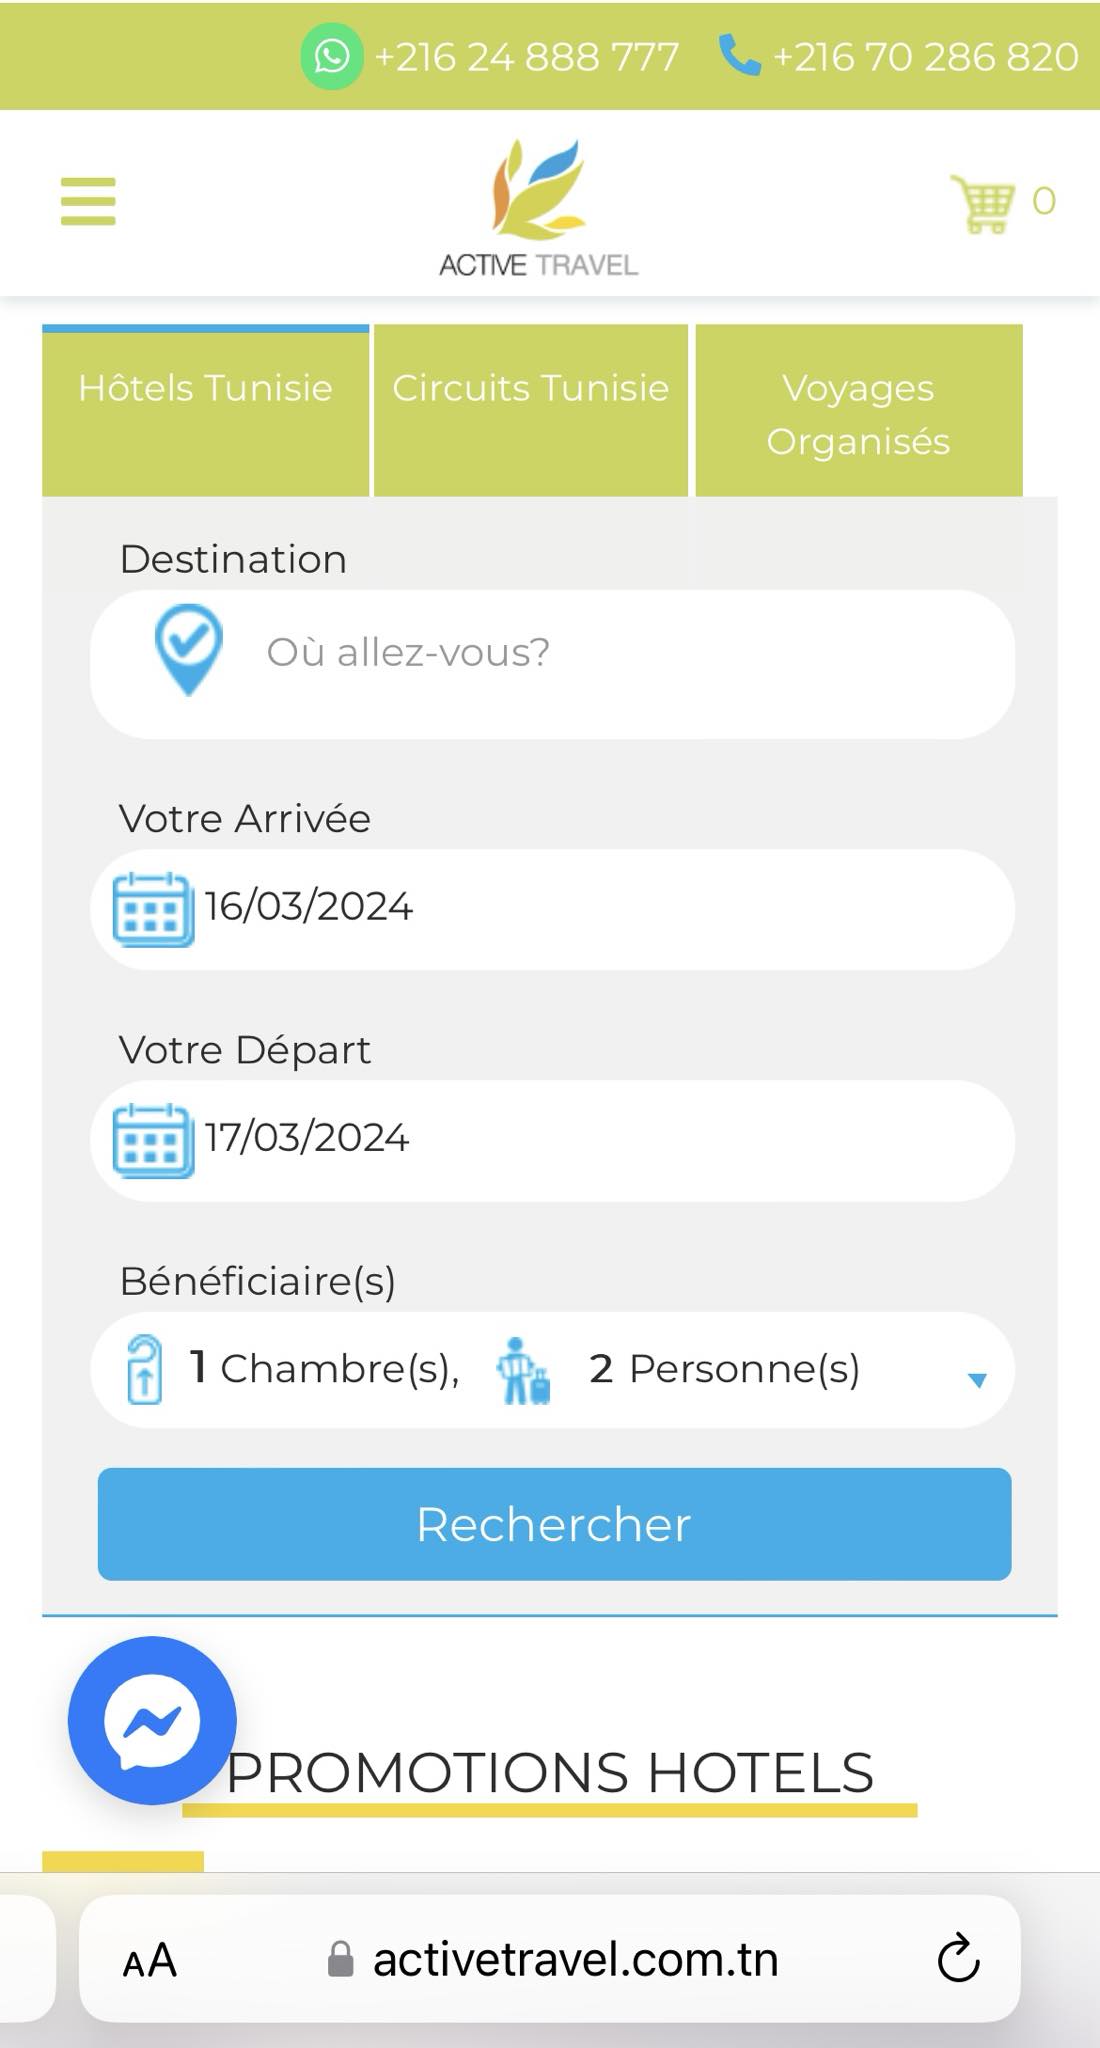 +216 24 888 777 +216 70 286 820
ACTIVE TRAVEL
0
Hôtels Tunisie
Circuits Tunisie
Voyages
Organisés
Destination
Où allez-vous?
Votre Arrivée
16/03/2024
Votre Départ
17/03/2024
Bénéficiaire(s)
1 Chambre(s), 2 Personne(s)
Rechercher
PROMOTIONS HOTELS
AA activetravel.com.tn